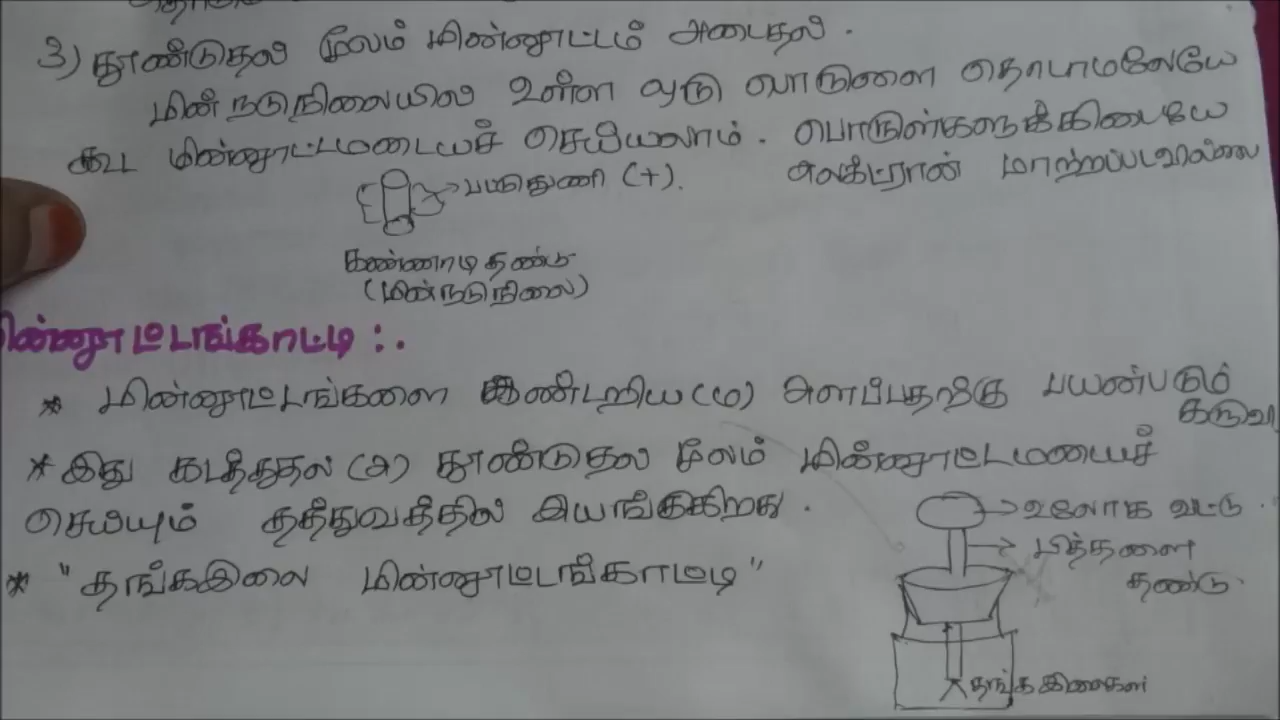 3) தூண்டுதல் மூலம் மின்னூட்டம் அடைதல்.
மின் நடுநிலையில் உள்ள ஒரு பொருளை தொடாமலேயே
கூட மின்னூட்டமடையச் செய்யலாம். பொருள்களுக்கிடையே
எலக்ட்ரான் மாற்றப்படவில்லை
பட்டுதுணி (+).
கண்ணாடி தண்டு
(மின்நடுநிலை)
மின்னூட்டங்காட்டி :.
* மின்னூட்டங்களை கண்டறிய (ம) அளப்பதற்கு பயன்படும்
கருவி
* இது கடத்துதல் (அ) தூண்டுதல் மூலம் மின்னூட்டமடையச்
செய்யும் தத்துவத்தில் இயங்குகிறது.
* "தங்கஇலை மின்னூட்டங்காட்டி"
உலோக வட்டு.
பித்தளை
தண்டு.
தங்க இலைகள்